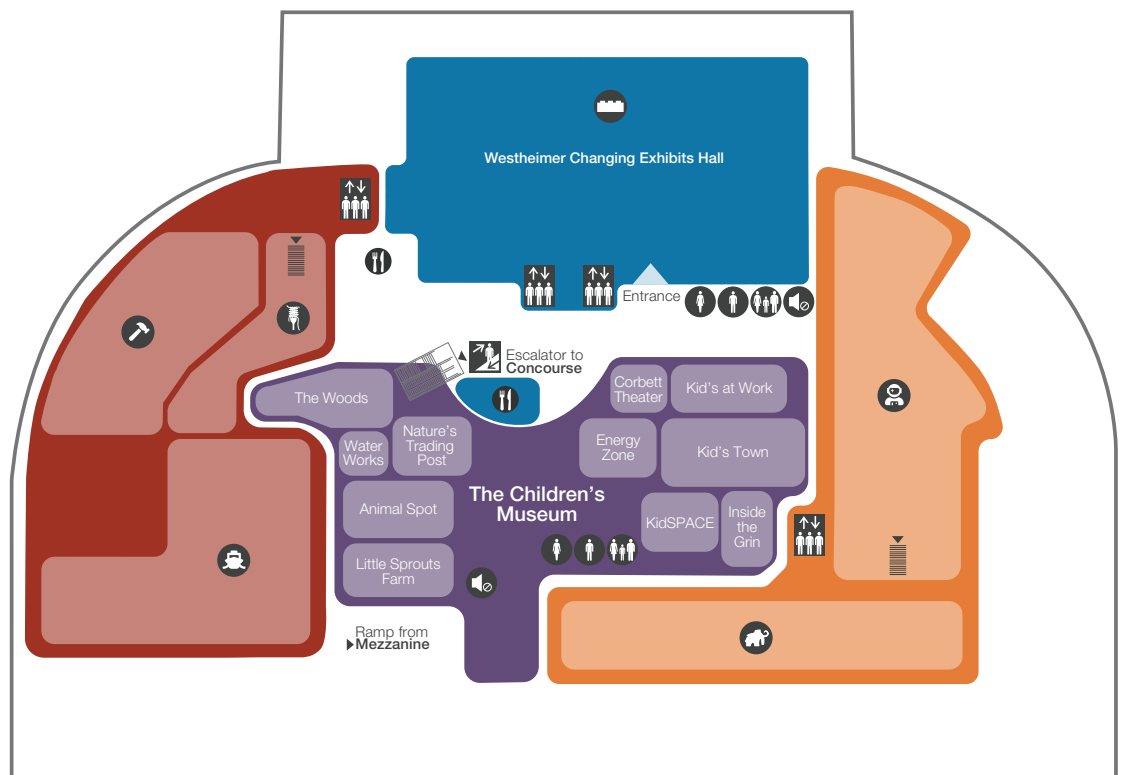 Westheimer Changing Exhibits Hall
Entrance
Escalator to
Concourse
The Woods
Corbett
Theater
Kid's at Work
Water
Works
Nature's
Trading
Post
Energy
Zone
Kid's Town
The Children's
Museum
Animal Spot
KidSPACE
Inside
the
Grin
Little Sprouts
Farm
Ramp from
Mezzanine